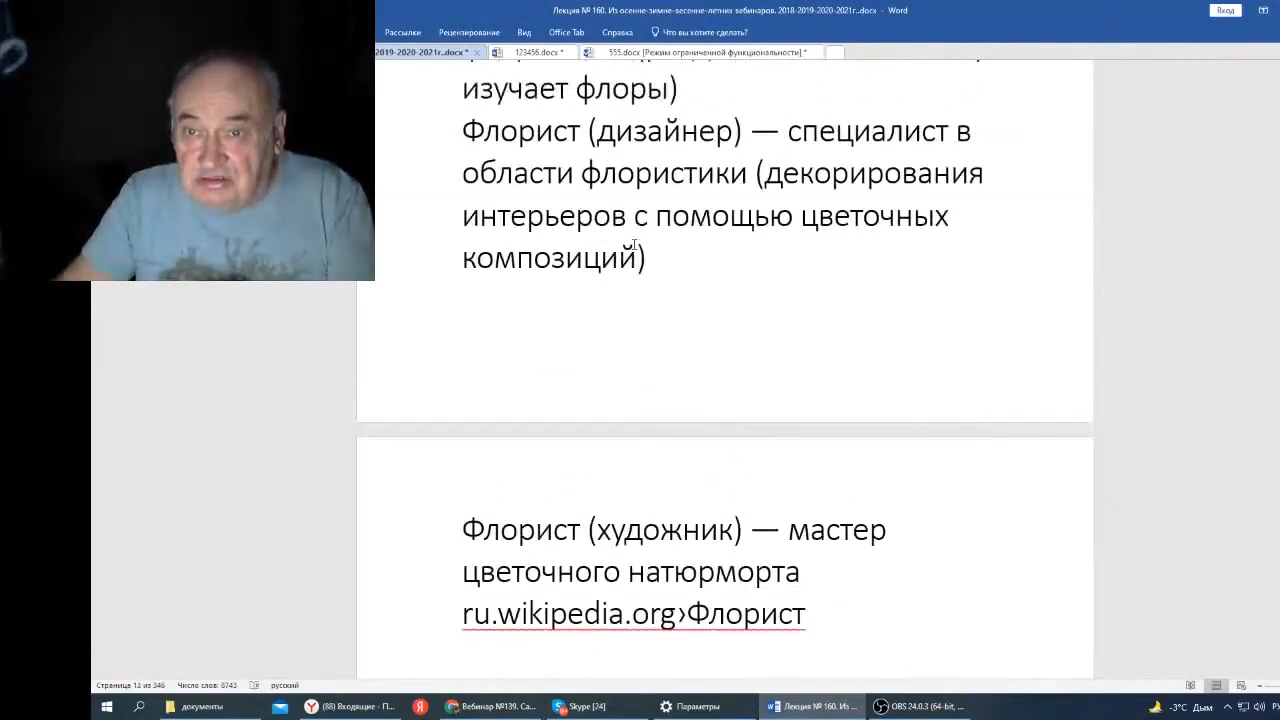 Лекция № 160. Из осенне-зимне-весенне-летних вебинаров. 2018-2019-2020-2021г..docx - Word
Вход
Рассылки Рецензирование Вид Office Tab Справка Что вы хотите сделать?
2019-2020-2021г..docx * 123456.docx * 555.docx [Режим ограниченной функциональности] *
изучает флоры)
Флорист (дизайнер) — специалист в
области флористики (декорирования
интерьеров с помощью цветочных
композиций)
Флорист (художник) — мастер
цветочного натюрморта
ru.wikipedia.org›Флорист
Страница 13 из 346 Число слов: 8743 русский
документы (88) Входящие - П... Вебинар №139. Са... Skype [24] Параметры Лекция № 160. Из ... OBS 24.0.3 (64-bit, ... -3°C Дым